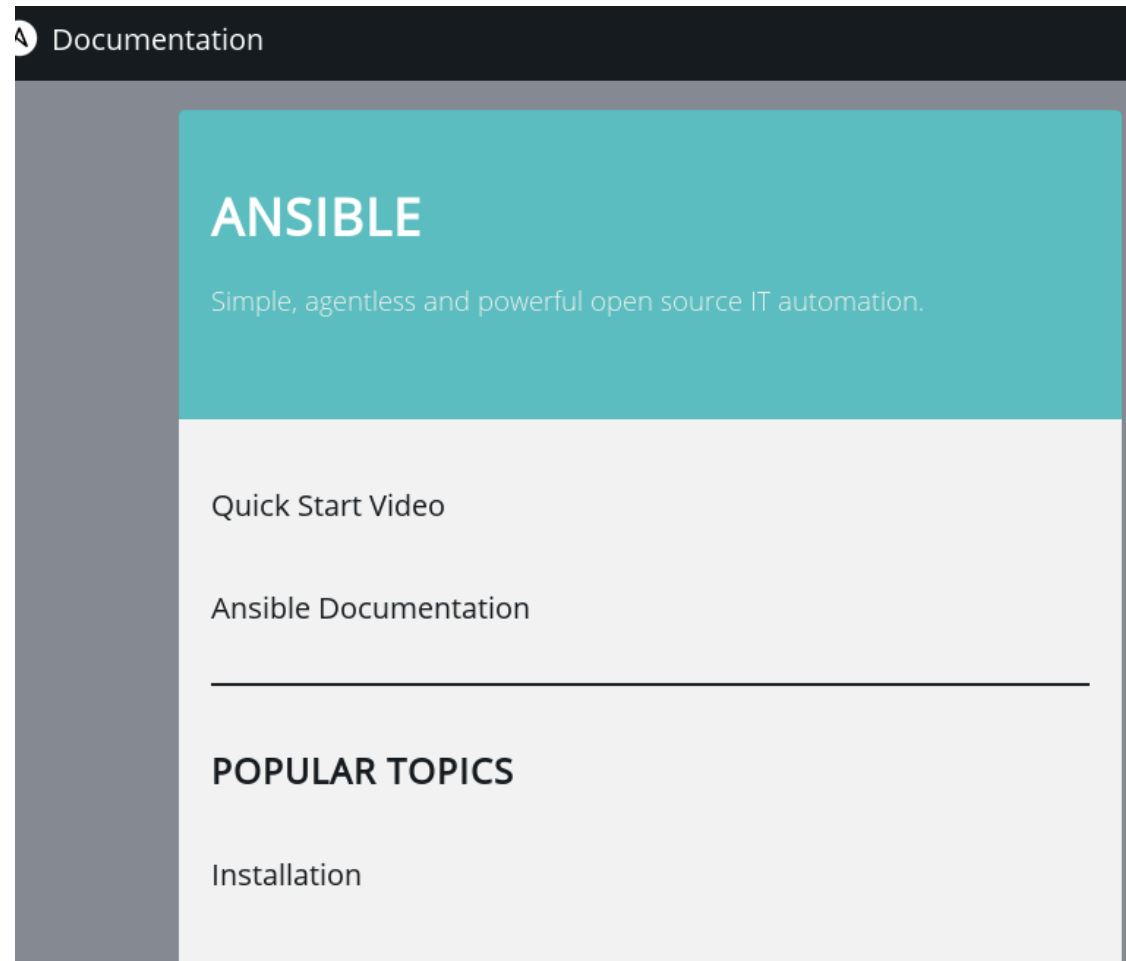 Documentation
ANSIBLE
Simple, agentless and powerful open source IT automation.
Quick Start Video
Ansible Documentation
POPULAR TOPICS
Installation